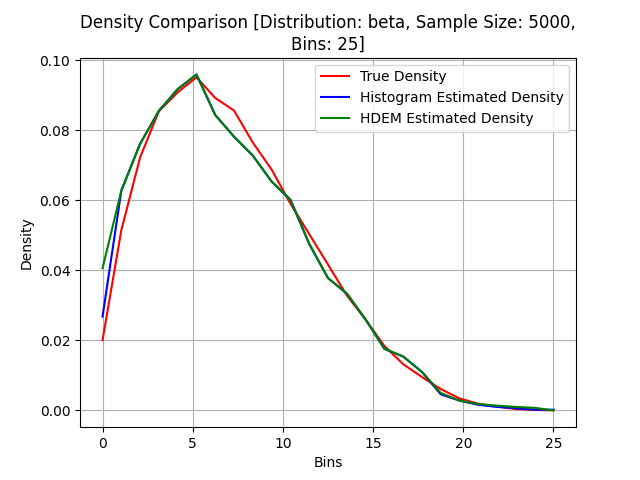 Density Comparison [Distribution: beta, Sample Size: 5000,
Bins: 25]
True Density
Histogram Estimated Density
HDEM Estimated Density
Density
0.10
0.08
0.06
0.04
0.02
0.00
0 5 10 15 20 25
Bins